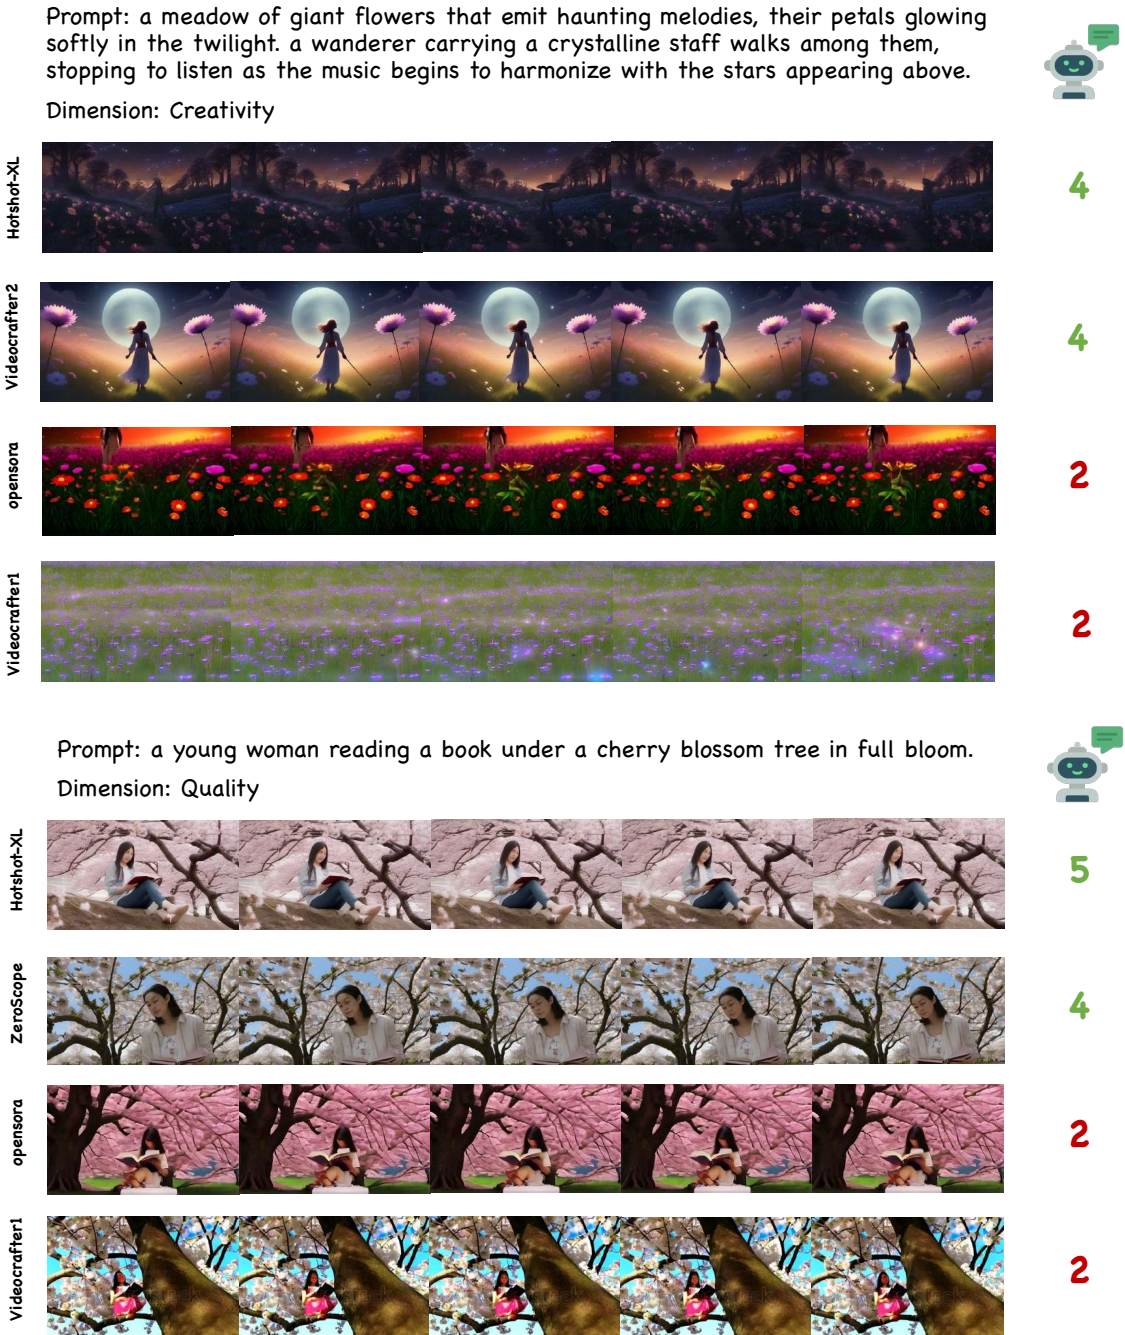 Prompt: a meadow of giant flowers that emit haunting melodies, their petals glowing
softly in the twilight. a wanderer carrying a crystalline staff walks among them,
stopping to listen as the music begins to harmonize with the stars appearing above.
Dimension: Creativity
Hotshot-XL
4
Videocrafter2
4
opensora
2
Videocrafter1
2
Prompt: a young woman reading a book under a cherry blossom tree in full bloom.
Dimension: Quality
Hotshot-XL
5
ZeroScope
4
opensora
2
Videocrafter1
2